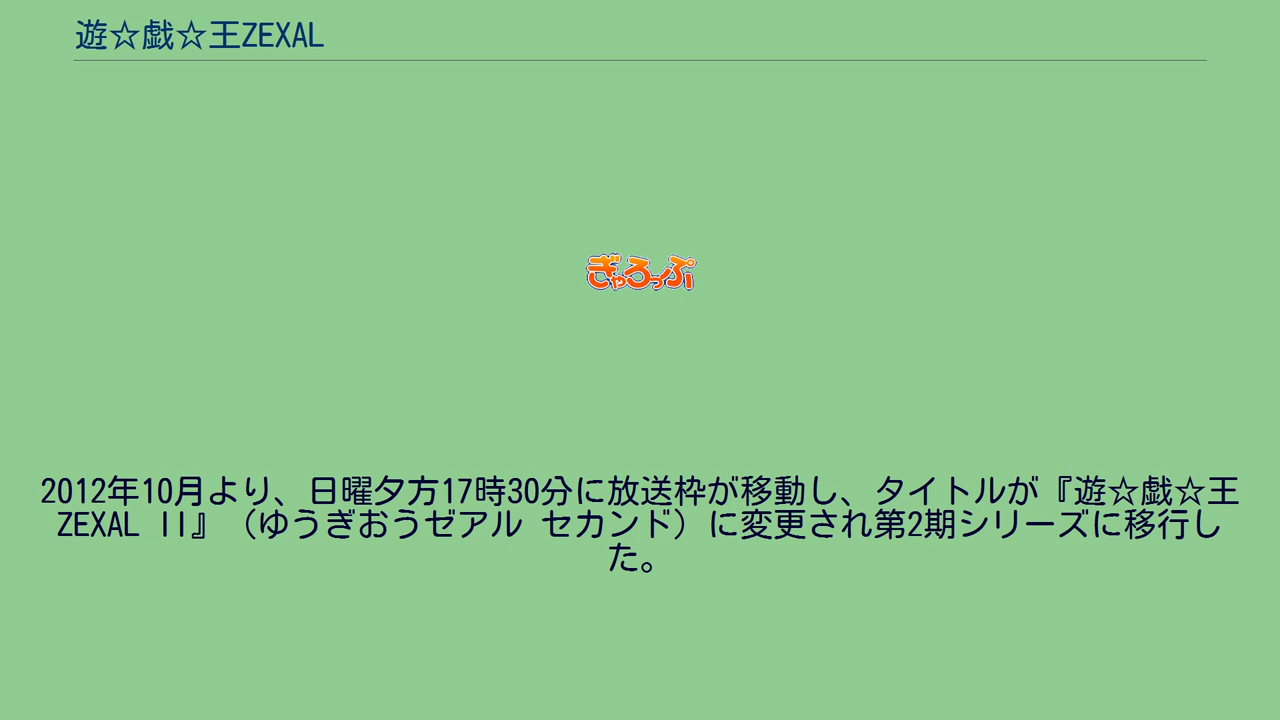 遊☆戯☆王ZEXAL
ぎゃろっぷ
2012年10月より、日曜夕方17時30分に放送枠が移動し、タイトルが『遊☆戯☆王
ZEXAL II』（ゆうぎおうゼアル セカンド）に変更され第2期シリーズに移行し
た。